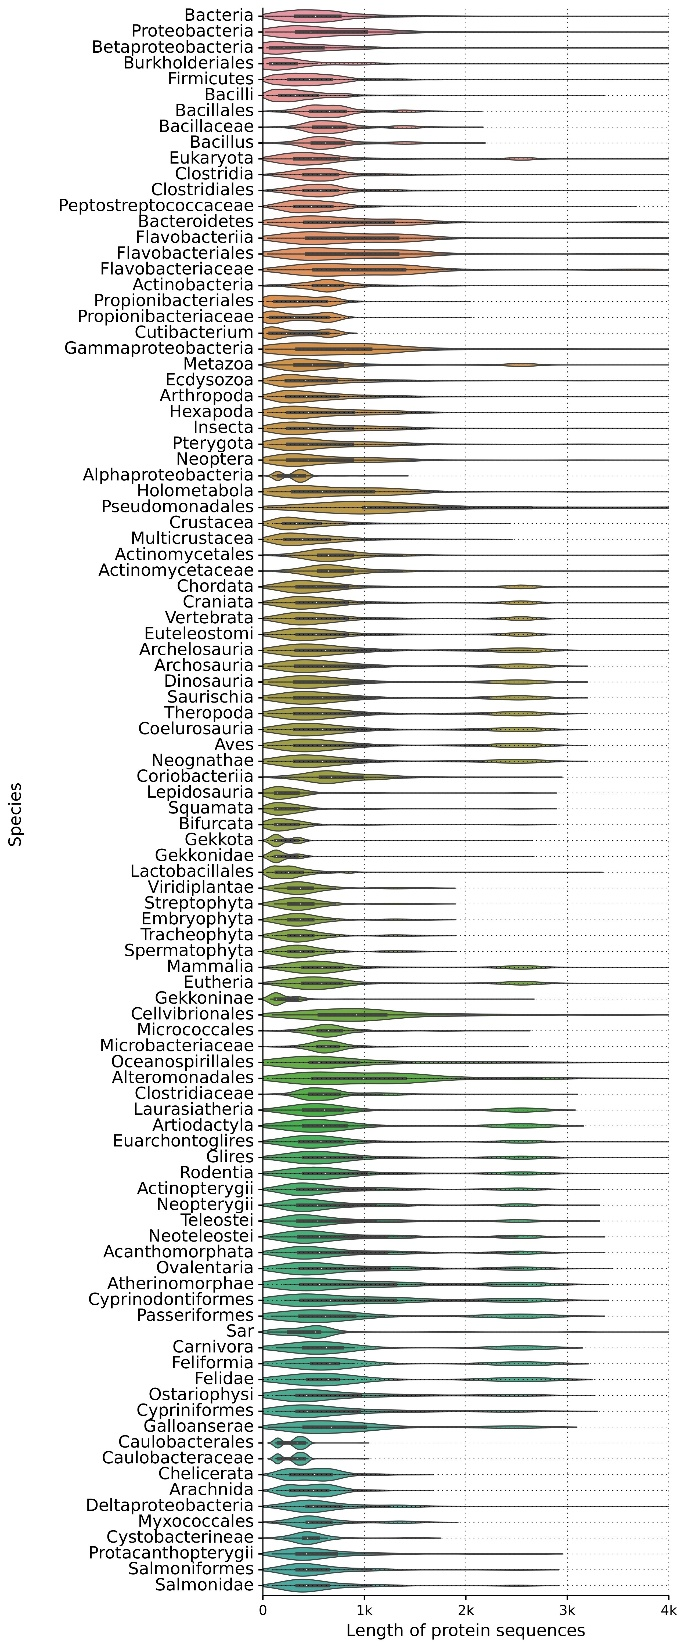 Bacteria
Proteobacteria
Betaproteobacteria
Burkholderiales
Firmicutes
Bacilli
Bacillales
Bacillaceae
Bacillus
Eukaryota
Clostridia
Clostridiales
Peptostreptococcaceae
Bacteroidetes
Flavobacteriia
Flavobacteriales
Flavobacteriaceae
Actinobacteria
Propionibacteriales
Propionibacteriaceae
Cutibacterium
Gammaproteobacteria
Metazoa
Ecdysozoa
Arthropoda
Hexapoda
Insecta
Pterygota
Neoptera
Alphaproteobacteria
Holometabola
Pseudomonadales
Crustacea
Multicrustacea
Actinomycetales
Actinomycetaceae
Chordata
Craniata
Vertebrata
Euteleostomi
Archelosauria
Archosauria
Dinosauria
Saurischia
Theropoda
Coelurosauria
Aves
Neognathae
Coriobacteriia
Lepidosauria
Squamata
Bifurcata
Gekkota
Gekkonidae
Lactobacillales
Viridiplantae
Streptophyta
Embryophyta
Tracheophyta
Spermatophyta
Mammalia
Eutheria
Gekkoninae
Cellvibrionales
Micrococcales
Microbacteriaceae
Oceanospirillales
Alteromonadales
Clostridiaceae
Laurasiatheria
Artiodactyla
Euarchontoglires
Glires
Rodentia
Actinopterygii
Neopterygii
Teleostei
Neoteleostei
Acanthomorphata
Ovalentaria
Atherinomorphae
Cyprinodontiformes
Passeriformes
Sar
Carnivora
Feliformia
Felidae
Ostariophysi
Cypriniformes
Galloanserae
Caulobacterales
Caulobacteraceae
Chelicerata
Arachnida
Deltaproteobacteria
Myxococcales
Cystobacterineae
Protacanthopterygii
Salmoniformes
Salmonidae
Species
0 1k 2k 3k 4k
Length of protein sequences